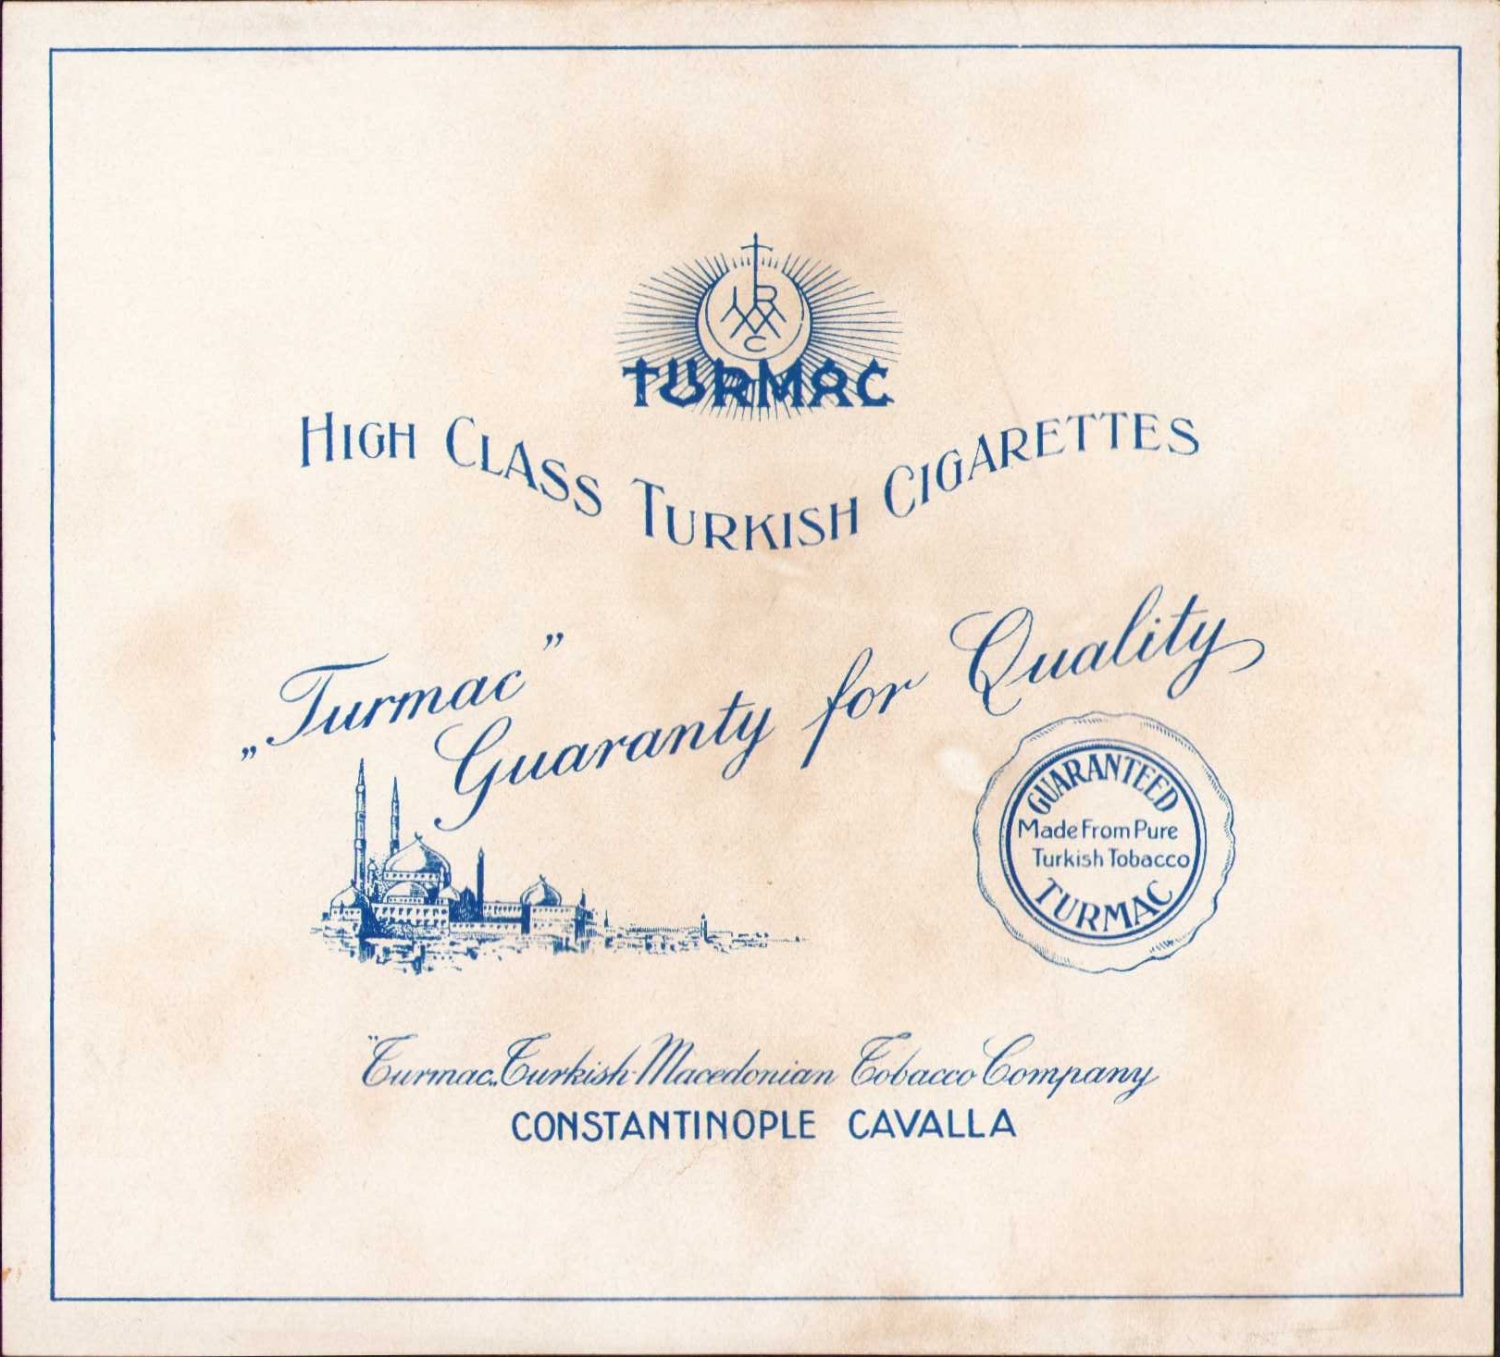 TURMAC
HIGH CLASS TURKISH CIGARETTES
„Turmac”
Guaranty for Quality
GUARANTEED
Made From Pure
Turkish Tobacco
TURMAC
"Turmac„ Turkish-Macedonian Tobacco Company
CONSTANTINOPLE CAVALLA